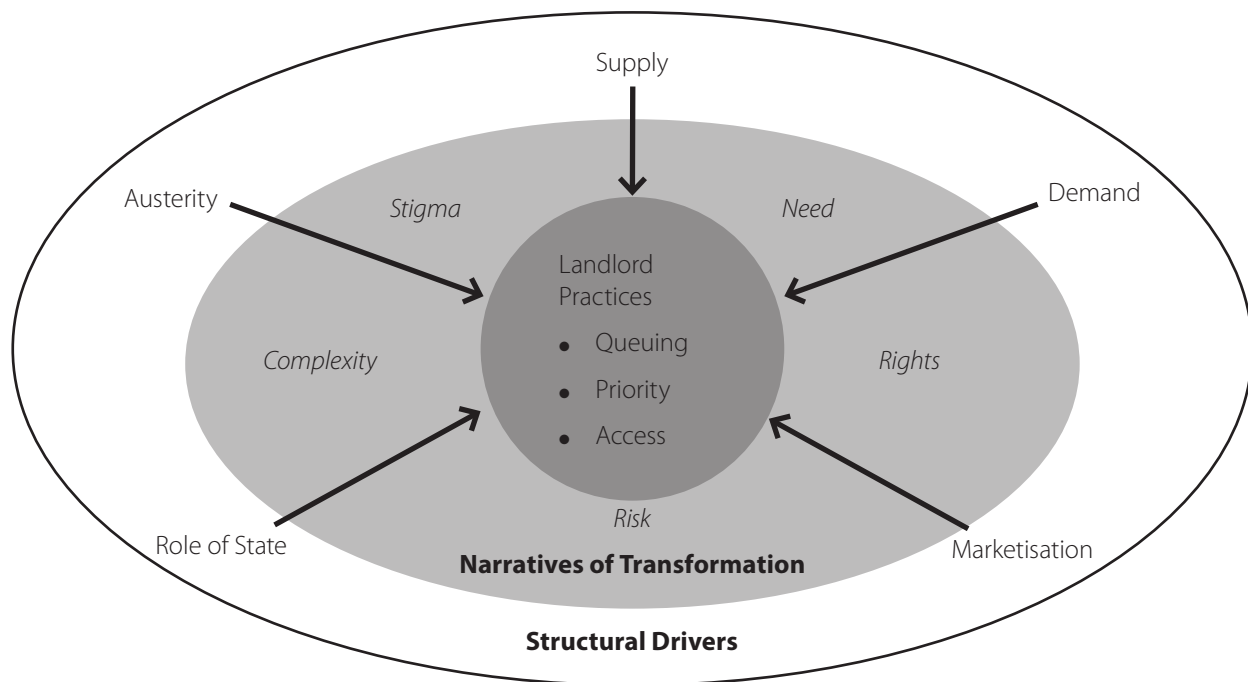 Supply
Austerity
Demand
Stigma
Need
Landlord
Practices
• Queuing
• Priority
• Access
Complexity
Rights
Risk
Role of State
Marketisation
Narratives of Transformation
Structural Drivers